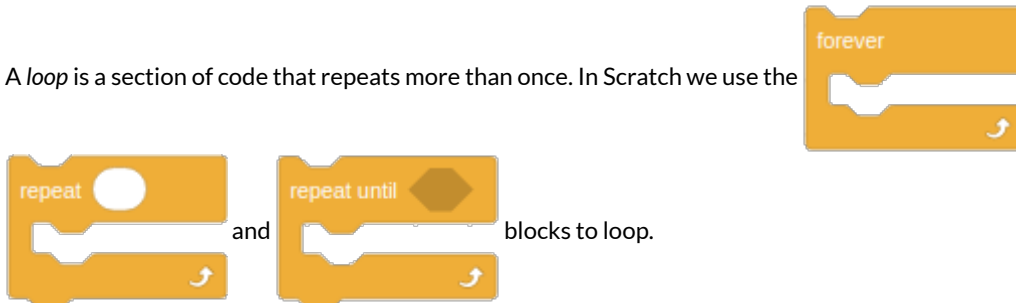 A loop is a section of code that repeats more than once. In Scratch we use the forever
repeat and repeat until blocks to loop.